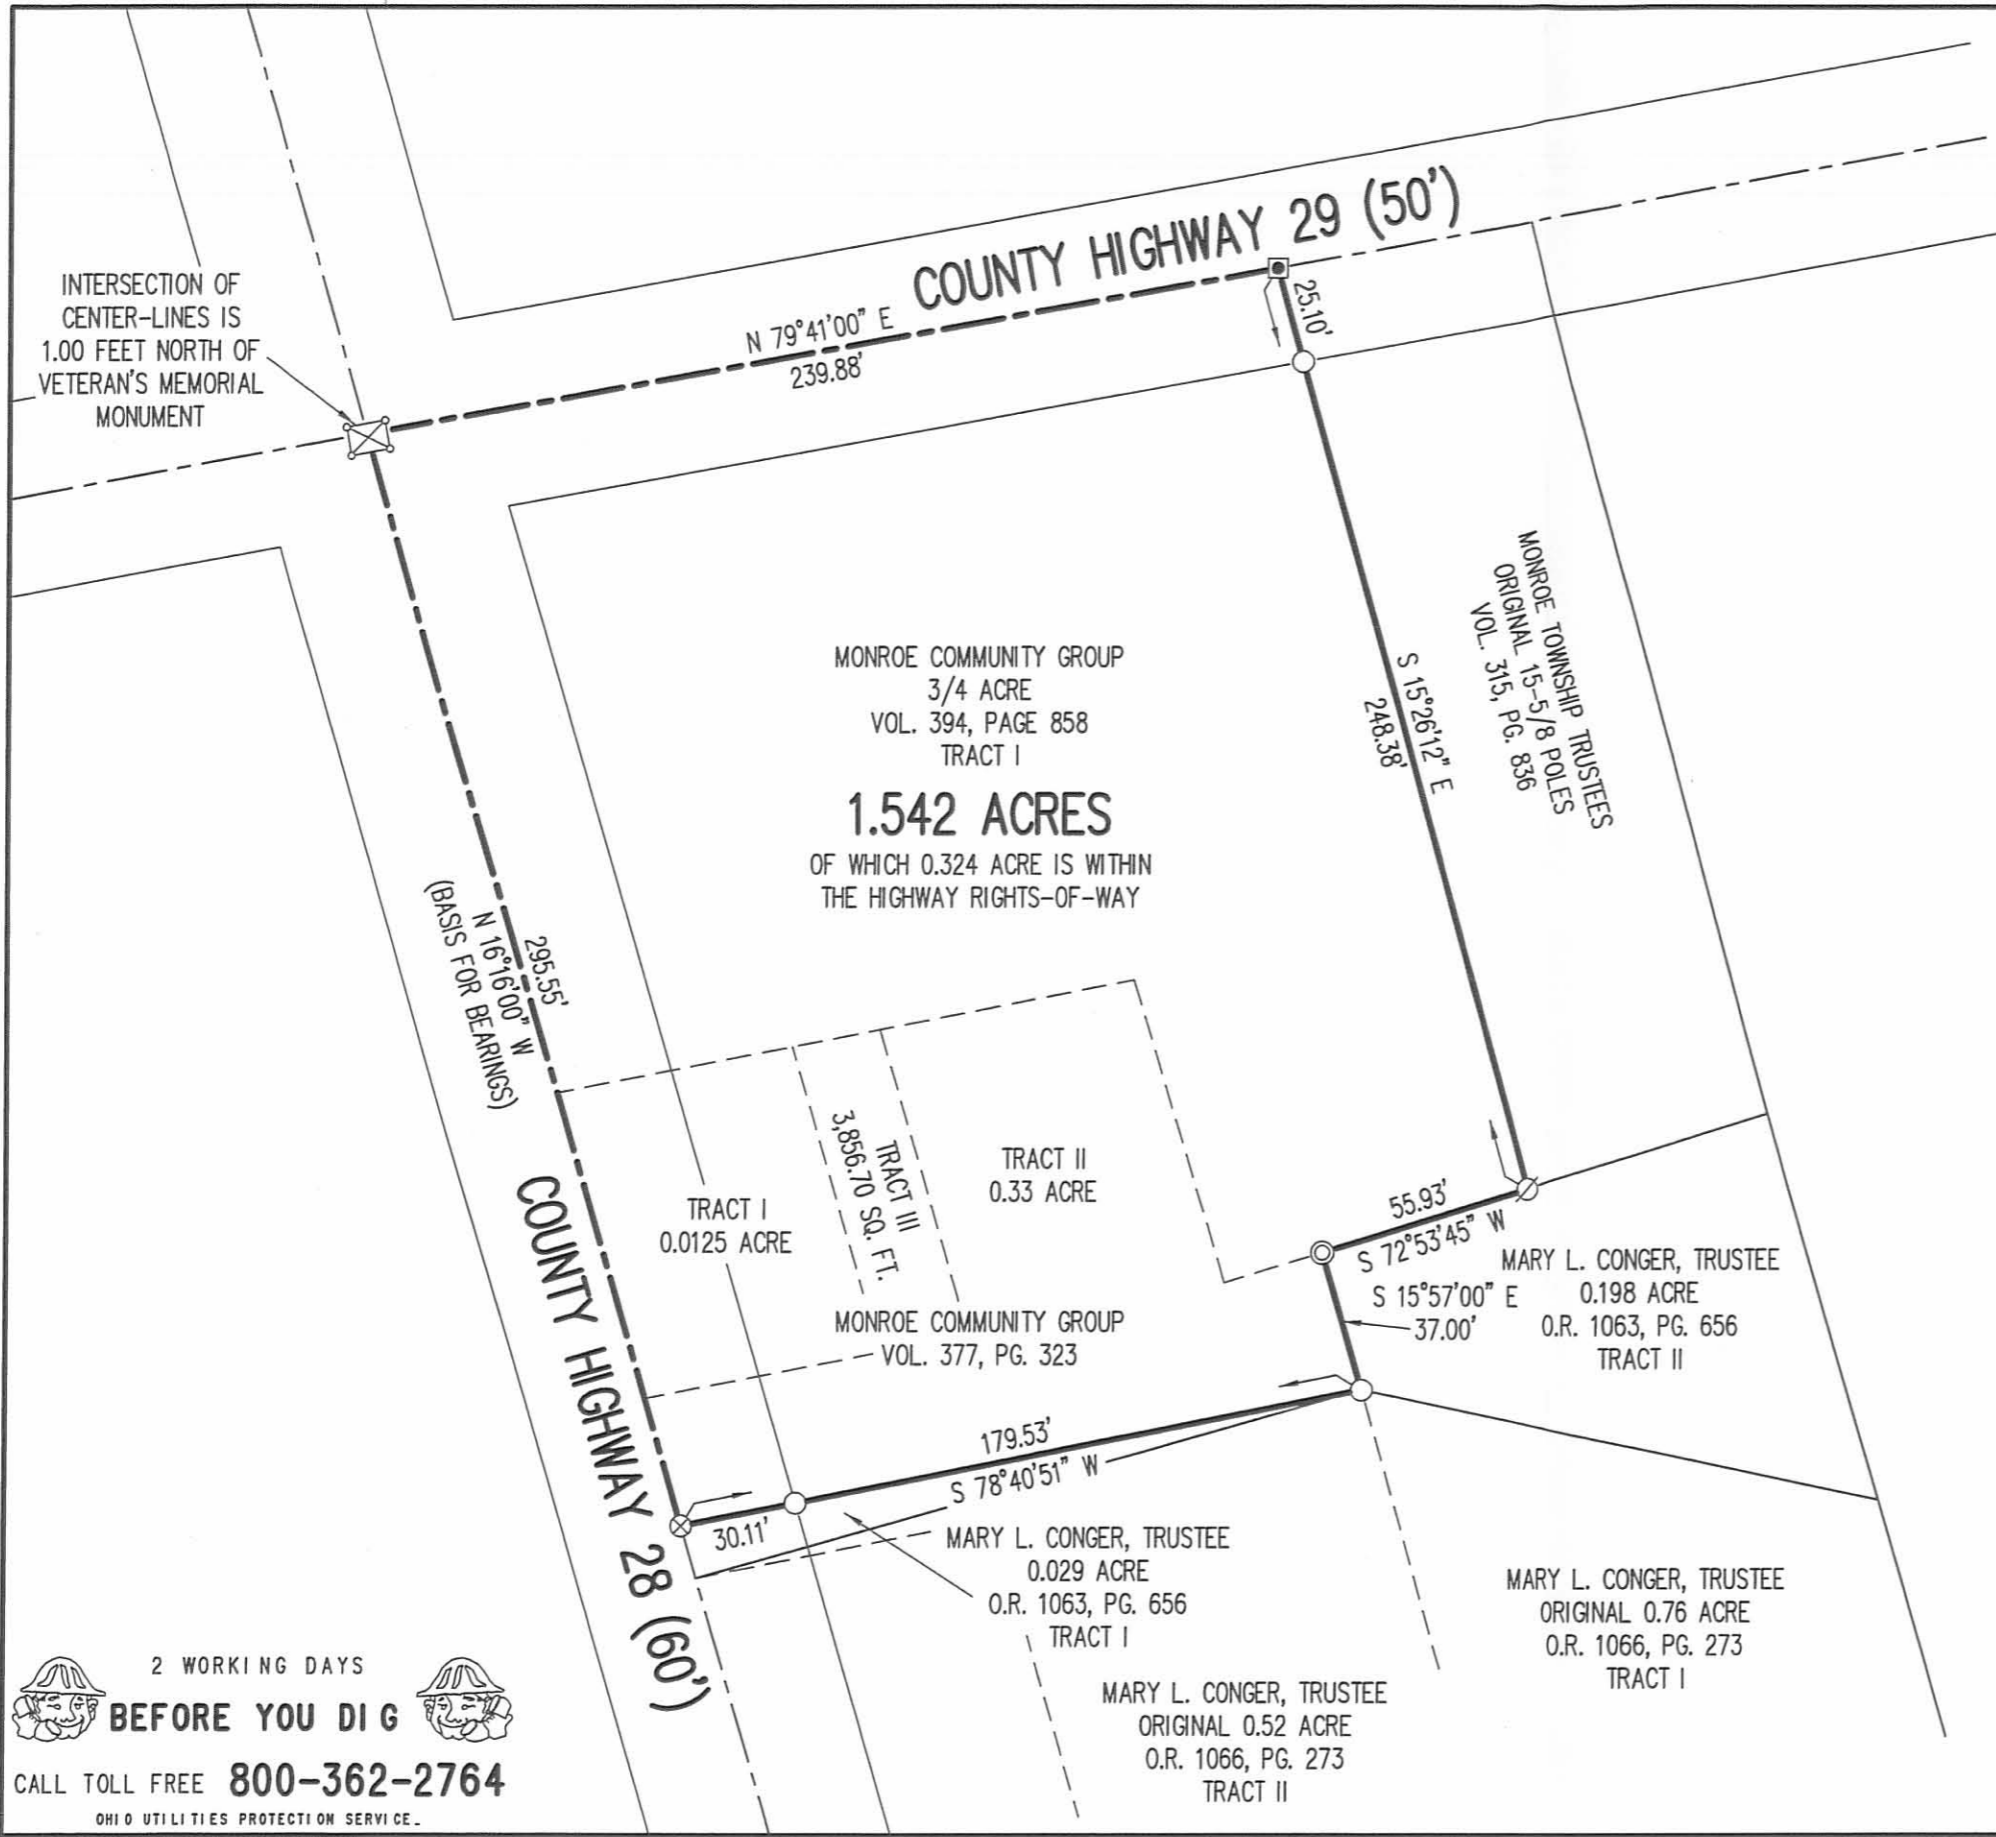 INTERSECTION OF
CENTER-LINES IS
1.00 FEET NORTH OF
VETERAN'S MEMORIAL
MONUMENT
COUNTY HIGHWAY 29 (50')
N 79°41'00" E
239.88'
25.10'
S 15°26'12" E
248.38'
MONROE TOWNSHIP TRUSTEES
ORIGINAL 15-5/8 POLES
VOL. 315, PG. 836
MONROE COMMUNITY GROUP
3/4 ACRE
VOL. 394, PAGE 858
TRACT I
1.542 ACRES
OF WHICH 0.324 ACRE IS WITHIN
THE HIGHWAY RIGHTS-OF-WAY
295.55'
N 16°16'00" W
(BASIS FOR BEARINGS)
COUNTY HIGHWAY 28 (60')
TRACT I
0.0125 ACRE
TRACT III
3,856.70 SQ. FT.
TRACT II
0.33 ACRE
MONROE COMMUNITY GROUP
VOL. 377, PG. 323
55.93'
S 72°53'45" W
S 15°57'00" E
37.00'
MARY L. CONGER, TRUSTEE
0.198 ACRE
O.R. 1063, PG. 656
TRACT II
179.53'
S 78°40'51" W
30.11'
MARY L. CONGER, TRUSTEE
0.029 ACRE
O.R. 1063, PG. 656
TRACT I
MARY L. CONGER, TRUSTEE
ORIGINAL 0.76 ACRE
O.R. 1066, PG. 273
TRACT I
MARY L. CONGER, TRUSTEE
ORIGINAL 0.52 ACRE
O.R. 1066, PG. 273
TRACT II
2 WORKING DAYS
BEFORE YOU DIG
CALL TOLL FREE 800-362-2764
OHIO UTILITIES PROTECTION SERVICE.